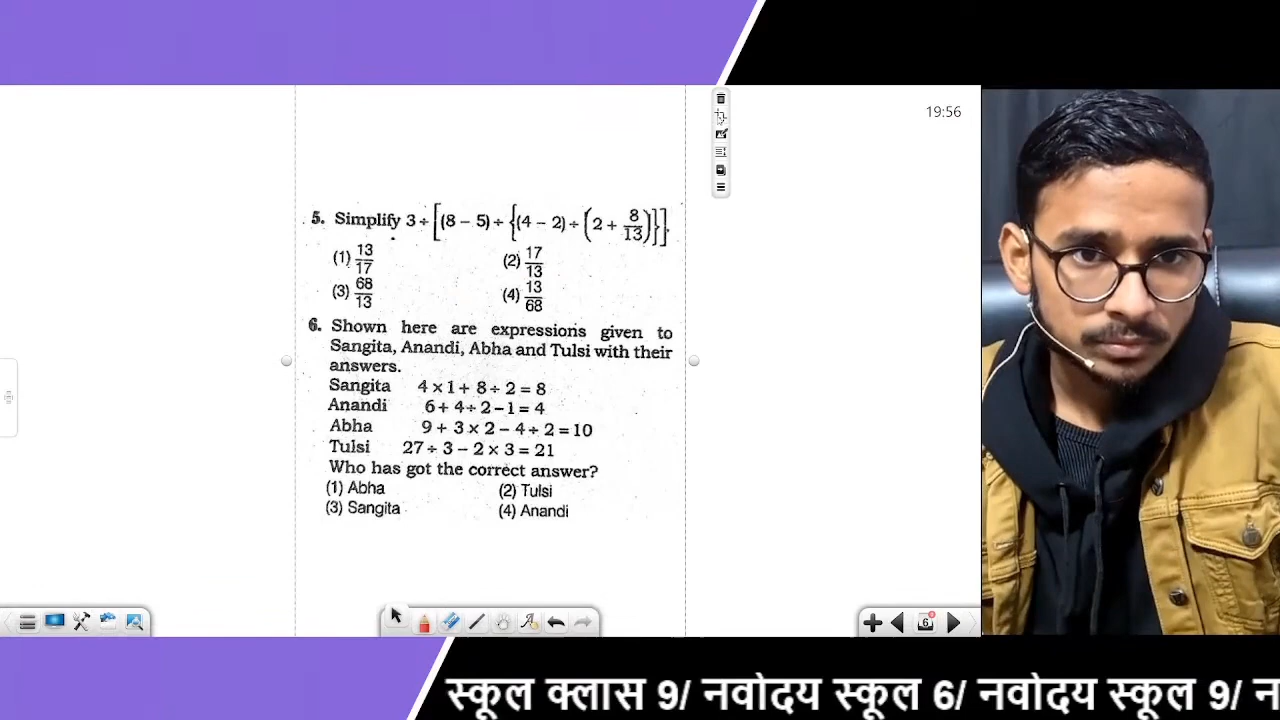 19:56
5. Simplify 3 ÷ [(8 − 5) ÷ {(4 − 2) ÷ (2 + 8/13)}].
(1) 13/17 (2) 17/13
(3) 68/13 (4) 13/68
6. Shown here are expressions given to
Sangita, Anandi, Abha and Tulsi with their
answers.
Sangita 4 × 1 + 8 ÷ 2 = 8
Anandi 6 + 4 ÷ 2 − 1 = 4
Abha 9 + 3 × 2 − 4 ÷ 2 = 10
Tulsi 27 ÷ 3 − 2 × 3 = 21
Who has got the correct answer?
(1) Abha (2) Tulsi
(3) Sangita (4) Anandi
6
स्कूल क्लास 9/ नवोदय स्कूल 6/ नवोदय स्कूल 9/ न